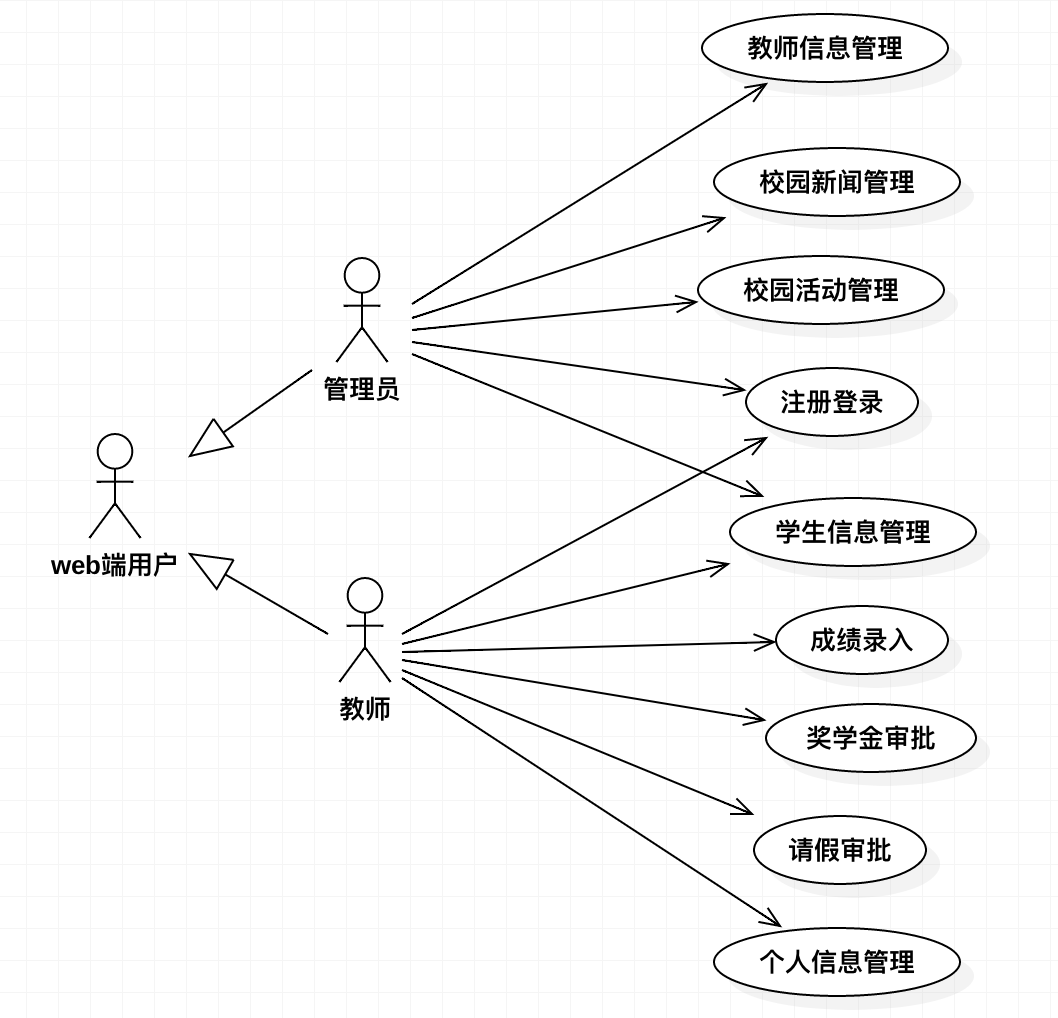 教师信息管理
校园新闻管理
校园活动管理
管理员
注册登录
学生信息管理
web端用户
成绩录入
教师
奖学金审批
请假审批
个人信息管理